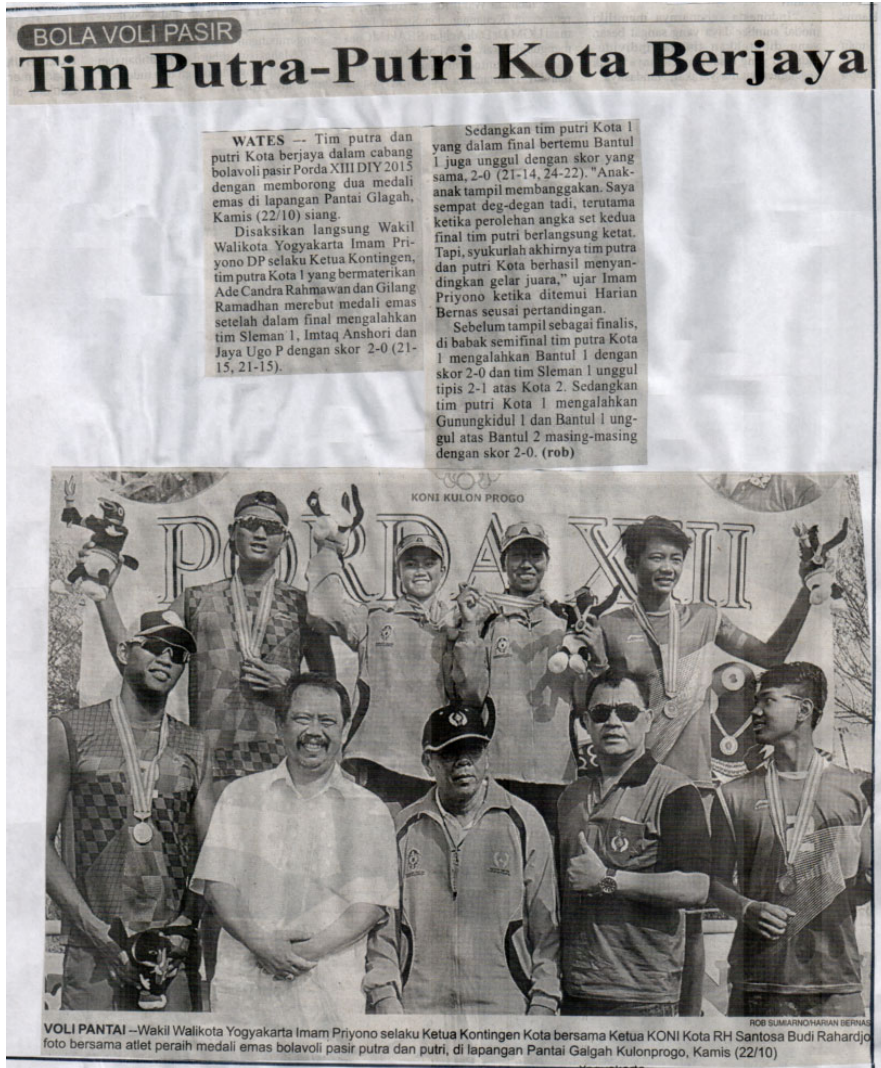 BOLA VOLI PASIR
Tim Putra-Putri Kota Berjaya
WATES --- Tim putra dan
putri Kota berjaya dalam cabang
bolavoli pasir Porda XIII DIY 2015
dengan memborong dua medali
emas di lapangan Pantai Glagah,
Kamis (22/10) siang.
Disaksikan langsung Wakil
Walikota Yogyakarta Imam Pri-
yono DP selaku Ketua Kontingen,
tim putra Kota 1 yang bermaterikan
Ade Candra Rahmawan dan Gilang
Ramadhan merebut medali emas
setelah dalam final mengalahkan
tim Sleman 1, Imtaq Anshori dan
Jaya Ugo P dengan skor 2-0 (21-
15, 21-15).
Sedangkan tim putri Kota 1
yang dalam final bertemu Bantul
1 juga unggul dengan skor yang
sama, 2-0 (21-14, 24-22). "Anak-
anak tampil membanggakan. Saya
sempat deg-degan tadi, terutama
ketika perolehan angka set kedua
final tim putri berlangsung ketat.
Tapi, syukurlah akhirnya tim putra
dan putri Kota berhasil menyan-
dingkan gelar juara," ujar Imam
Priyono ketika ditemui Harian
Bernas seusai pertandingan.
Sebelum tampil sebagai finalis,
di babak semifinal tim putra Kota
1 mengalahkan Bantul 1 dengan
skor 2-0 dan tim Sleman 1 unggul
tipis 2-1 atas Kota 2. Sedangkan
tim putri Kota 1 mengalahkan
Gunungkidul 1 dan Bantul 1 ung-
gul atas Bantul 2 masing-masing
dengan skor 2-0. (rob)
KONI KULON PROGO
PORDA XIII
ROB SUMIARNO/HARIAN BERNAS
VOLI PANTAI --Wakil Walikota Yogyakarta Imam Priyono selaku Ketua Kontingen Kota bersama Ketua KONI Kota RH Santosa Budi Rahardjo
foto bersama atlet peraih medali emas bolavoli pasir putra dan putri, di lapangan Pantai Galgah Kulonprogo, Kamis (22/10)